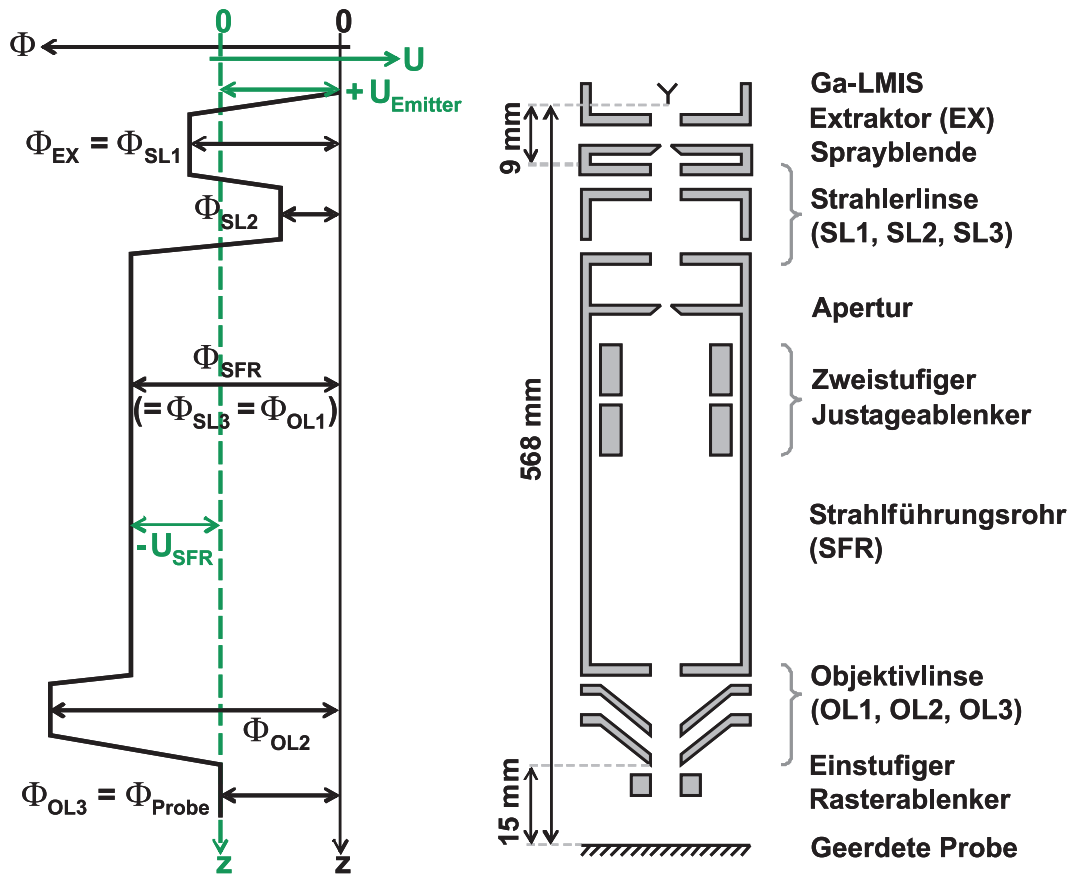 0
0
Φ
U
+ U_Emitter
Φ_EX = Φ_SL1
Φ_SL2
Φ_SFR
(= Φ_SL3 = Φ_OL1)
- U_SFR
Φ_OL2
Φ_OL3 = Φ_Probe
z
z
9 mm
568 mm
15 mm
Ga-LMIS
Extraktor (EX)
Sprayblende
Strahlerlinse
(SL1, SL2, SL3)
Apertur
Zweistufiger
Justageablenker
Strahlführungsrohr
(SFR)
Objektivlinse
(OL1, OL2, OL3)
Einstufiger
Rasterablenker
Geerdete Probe